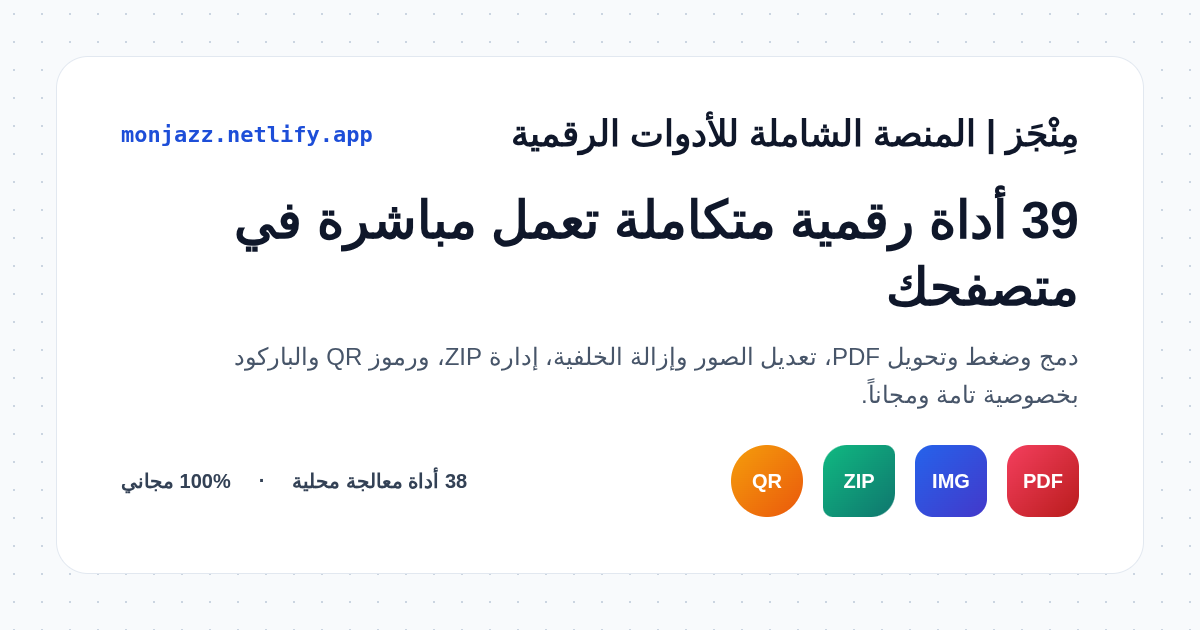 مِنْجَز | المنصة الشاملة للأدوات الرقمية
monjazz.netlify.app
39 أداة رقمية متكاملة تعمل مباشرة في
متصفحك
دمج وضغط وتحويل PDF، تعديل الصور وإزالة الخلفية، إدارة ZIP، ورموز QR والباركود
بخصوصية تامة ومجاناً.
PDF
IMG
ZIP
QR
38 أداة معالجة محلية · 100% مجاني